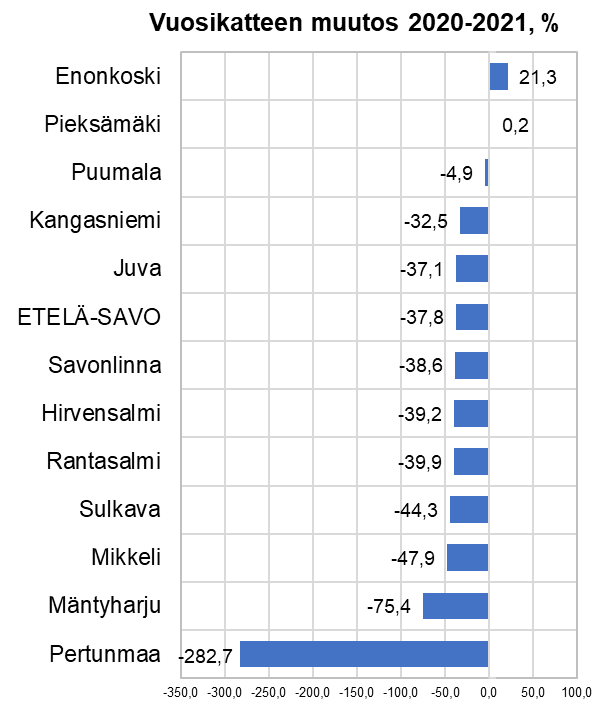 Vuosikatteen muutos 2020-2021, %
Enonkoski 21,3
Pieksämäki 0,2
Puumala -4,9
Kangasniemi -32,5
Juva -37,1
ETELÄ-SAVO -37,8
Savonlinna -38,6
Hirvensalmi -39,2
Rantasalmi -39,9
Sulkava -44,3
Mikkeli -47,9
Mäntyharju -75,4
Pertunmaa -282,7
-350,0 -300,0 -250,0 -200,0 -150,0 -100,0 -50,0 0,0 50,0 100,0